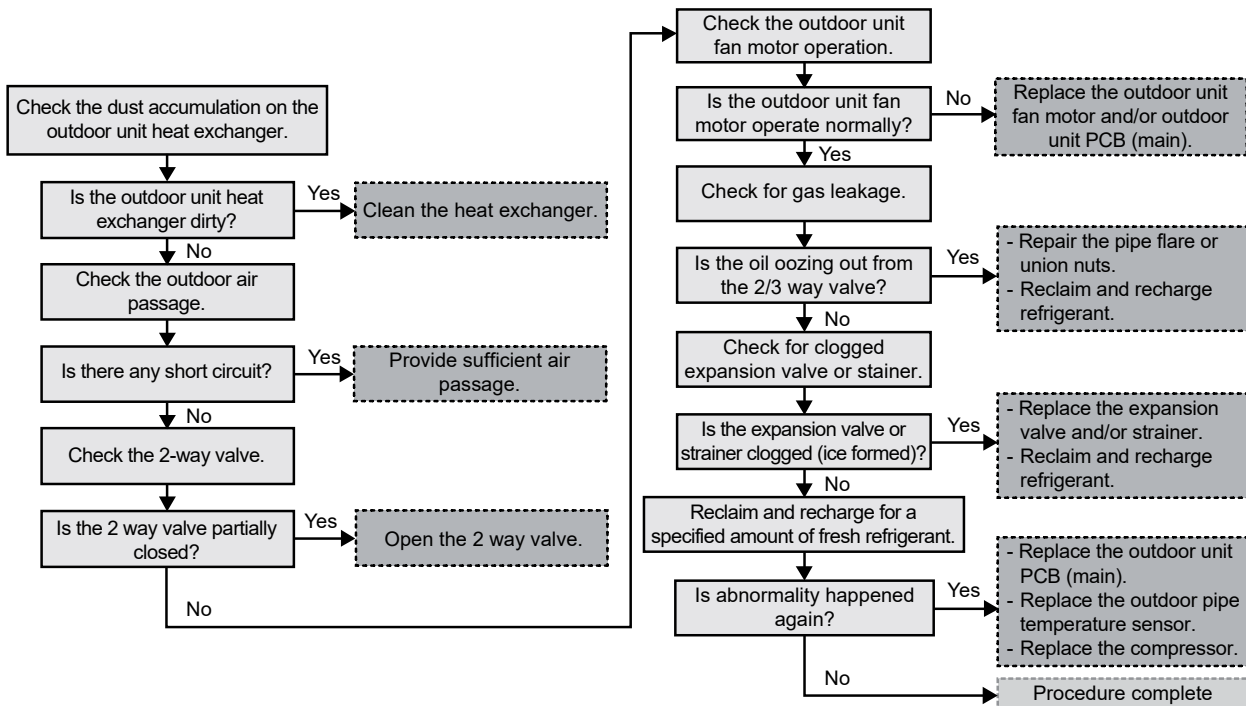 Check the dust accumulation on the
outdoor unit heat exchanger.
Is the outdoor unit heat
exchanger dirty?
Yes
Clean the heat exchanger.
No
Check the outdoor air
passage.
Is there any short circuit?
Yes
Provide sufficient air
passage.
No
Check the 2-way valve.
Is the 2 way valve partially
closed?
Yes
Open the 2 way valve.
No
Check the outdoor unit
fan motor operation.
Is the outdoor unit fan
motor operate normally?
No
Replace the outdoor unit
fan motor and/or outdoor
unit PCB (main).
Yes
Check for gas leakage.
Is the oil oozing out from
the 2/3 way valve?
Yes
- Repair the pipe flare or
union nuts.
- Reclaim and recharge
refrigerant.
No
Check for clogged
expansion valve or stainer.
Is the expansion valve or
strainer clogged (ice formed)?
Yes
- Replace the expansion
valve and/or strainer.
- Reclaim and recharge
refrigerant.
No
Reclaim and recharge for a
specified amount of fresh refrigerant.
Is abnormality happened
again?
Yes
- Replace the outdoor unit
PCB (main).
- Replace the outdoor pipe
temperature sensor.
- Replace the compressor.
No
Procedure complete